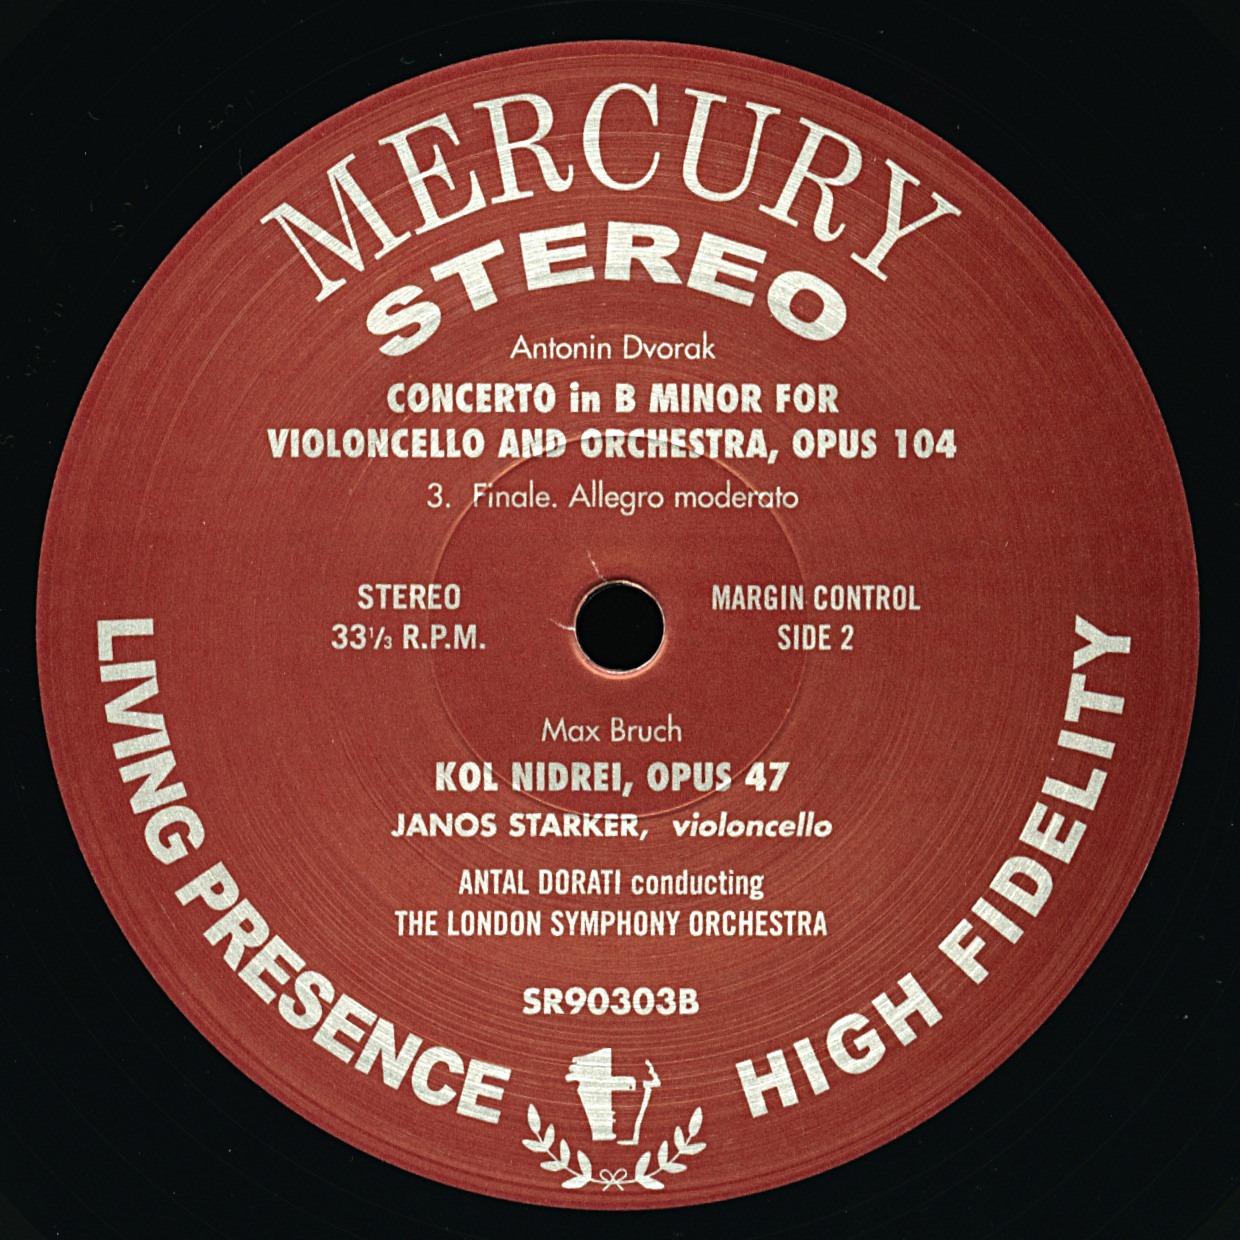 MERCURY
STEREO
Antonin Dvorak
CONCERTO in B MINOR FOR
VIOLONCELLO AND ORCHESTRA, OPUS 104
3. Finale. Allegro moderato
STEREO
33⅓ R.P.M.
MARGIN CONTROL
SIDE 2
Max Bruch
KOL NIDREI, OPUS 47
JANOS STARKER, violoncello
ANTAL DORATI conducting
THE LONDON SYMPHONY ORCHESTRA
SR90303B
LIVING PRESENCE
HIGH FIDELITY